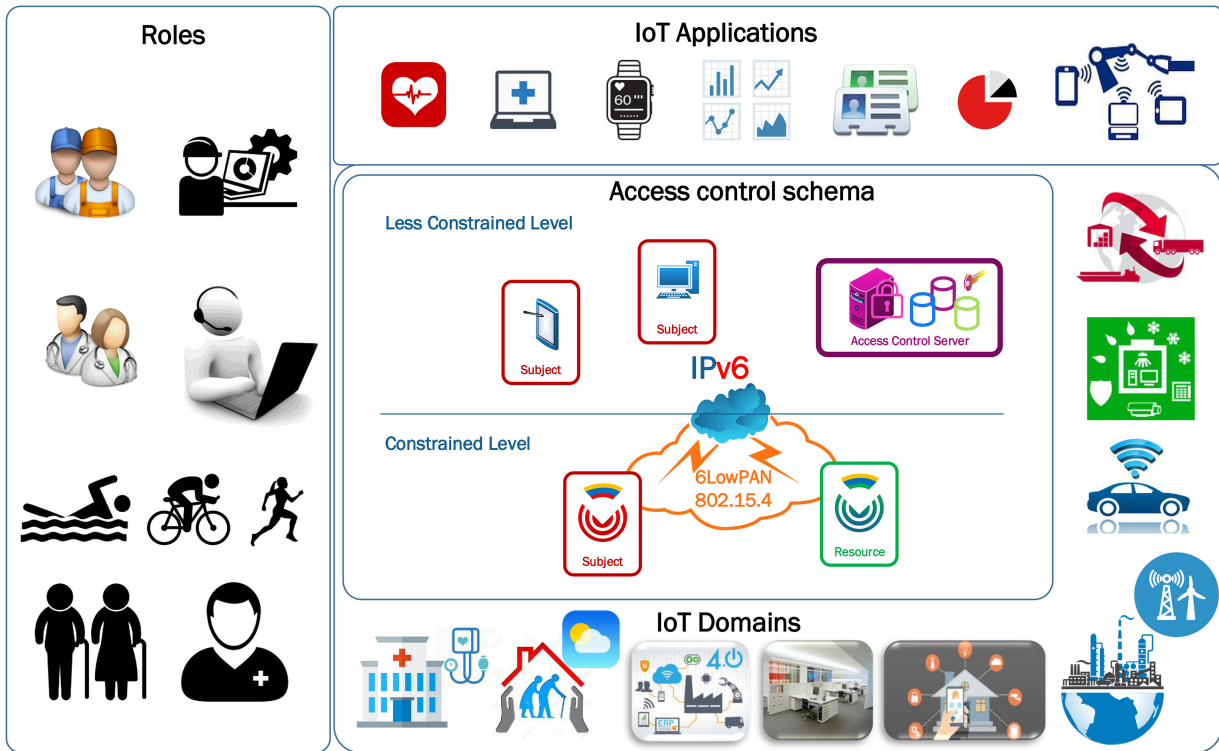 Roles
IoT Applications
60 '''
Access control schema
Less Constrained Level
Subject
Subject
Access Control Server
IPv6
Constrained Level
6LowPAN
802.15.4
Subject
Resource
IoT Domains
4.0
ERP